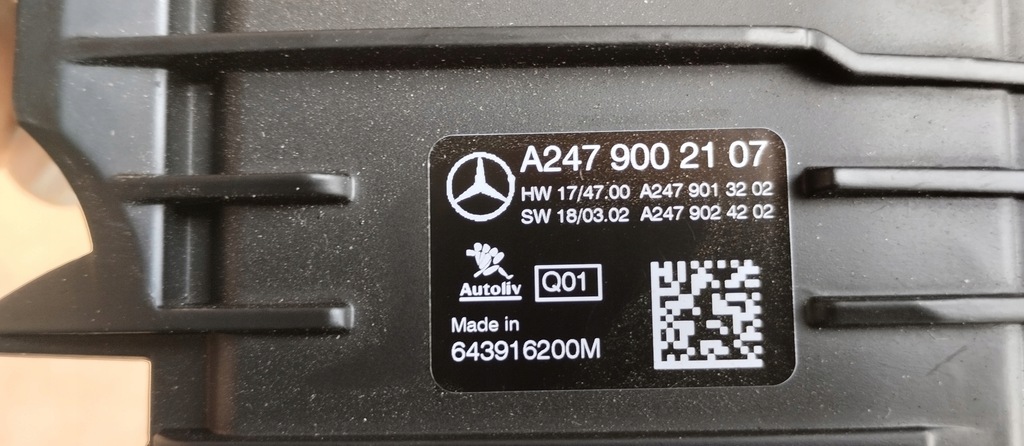 A247 900 21 07
HW 17/47.00 A247 901 32 02
SW 18/03.02 A247 902 42 02
Autoliv
Q01
Made in
643916200M